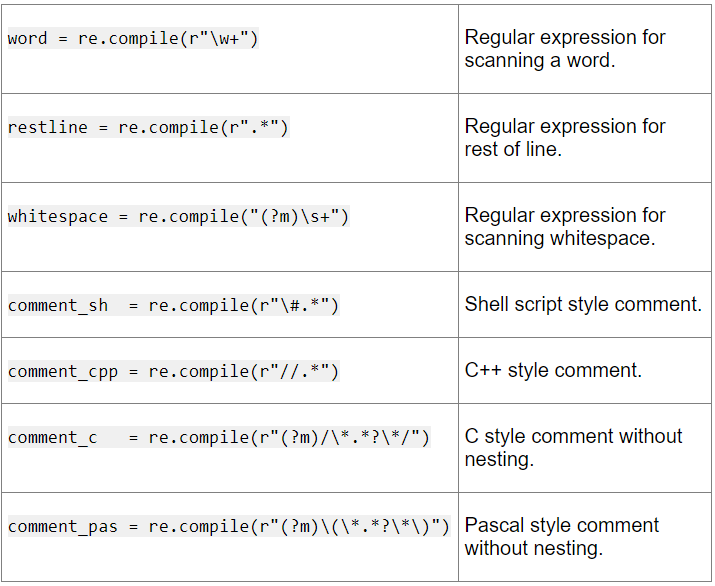 word = re.compile(r"\w+")
Regular expression for
scanning a word.
restline = re.compile(r".*")
Regular expression for
rest of line.
whitespace = re.compile("(?m)\s+")
Regular expression for
scanning whitespace.
comment_sh  = re.compile(r"\#.*")
Shell script style comment.
comment_cpp = re.compile(r"//.*")
C++ style comment.
comment_c   = re.compile(r"(?m)/\*.*?\*/")
C style comment without
nesting.
comment_pas = re.compile(r"(?m)\(\*.*?\*\)")
Pascal style comment
without nesting.